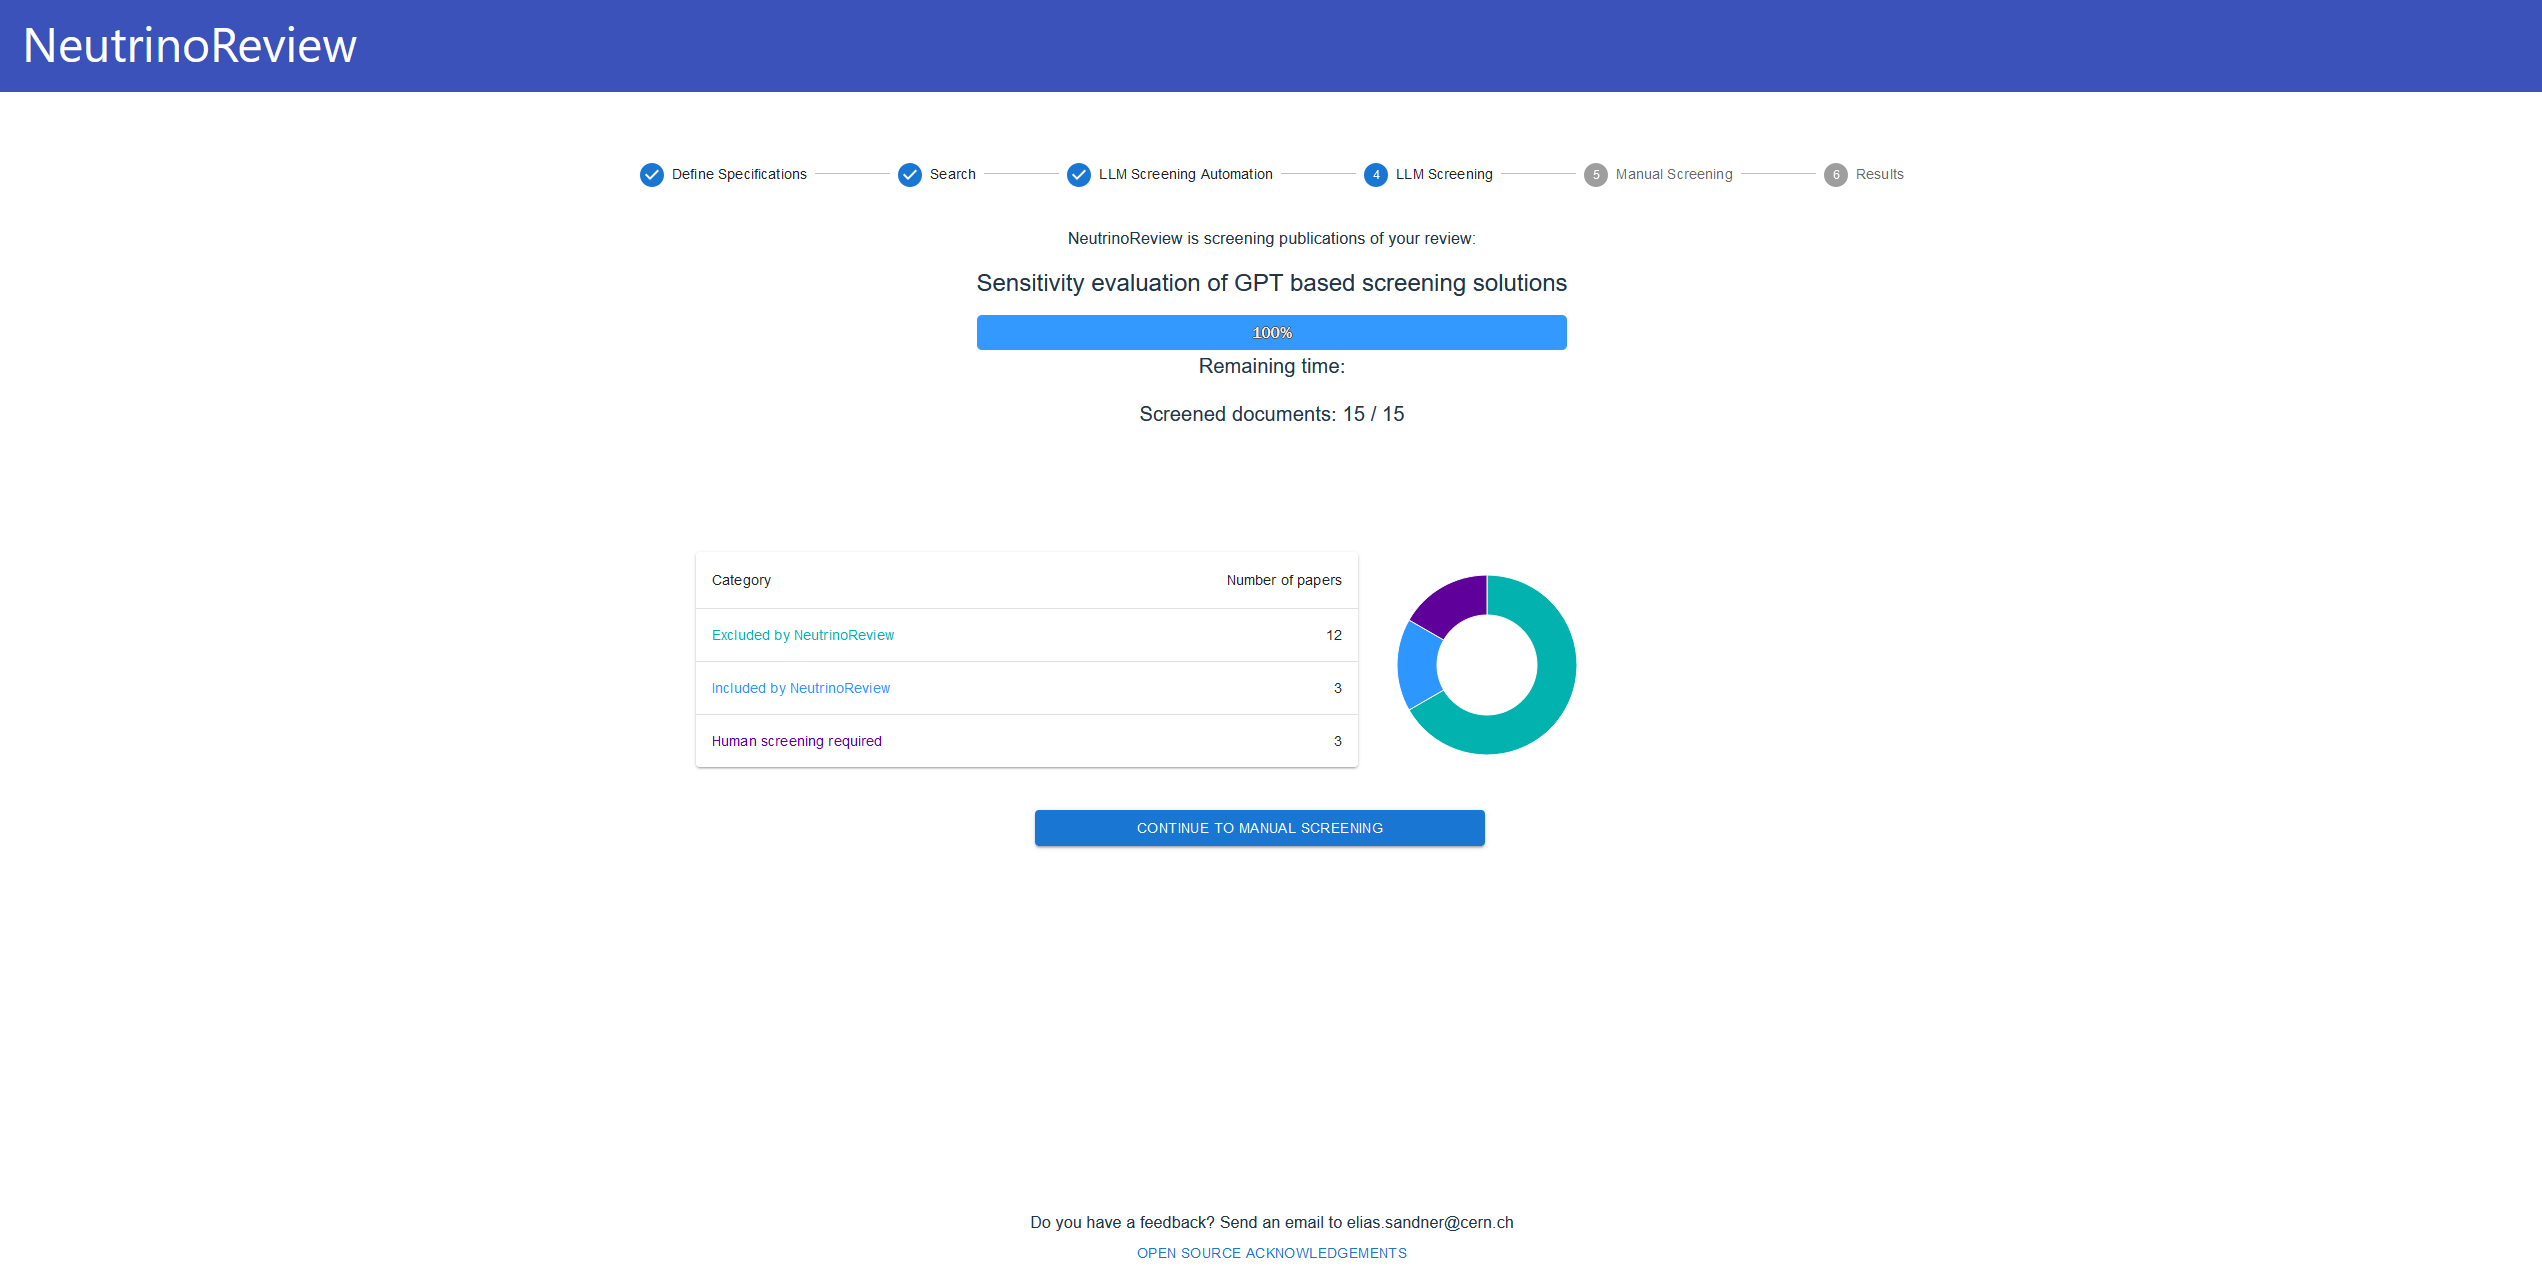 NeutrinoReview
Define Specifications
Search
LLM Screening Automation
4 LLM Screening
5 Manual Screening
6 Results
NeutrinoReview is screening publications of your review:
Sensitivity evaluation of GPT based screening solutions
100%
Remaining time:
Screened documents: 15 / 15
Category Number of papers
Excluded by NeutrinoReview 12
Included by NeutrinoReview 3
Human screening required 3
CONTINUE TO MANUAL SCREENING
Do you have a feedback? Send an email to elias.sandner@cern.ch
OPEN SOURCE ACKNOWLEDGEMENTS